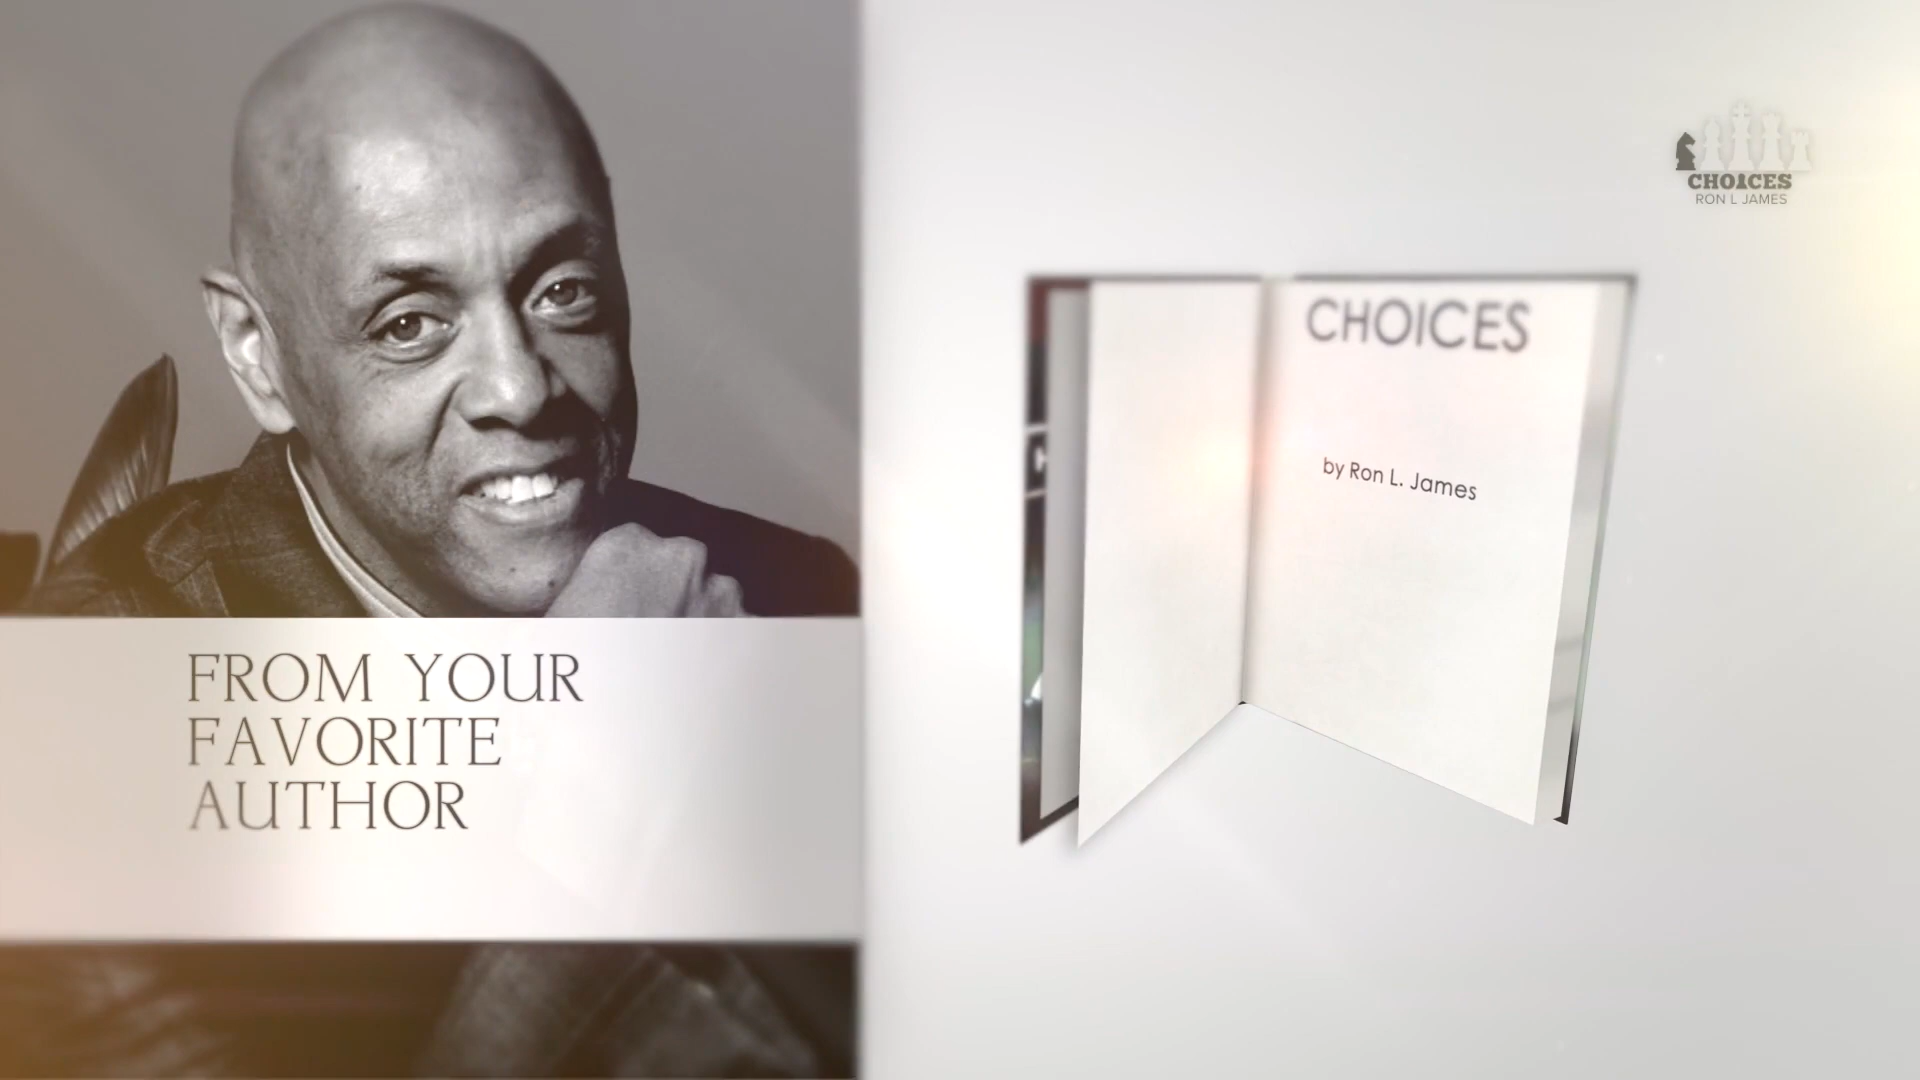 FROM YOUR
FAVORITE
AUTHOR
CHOICES
by Ron L. James
CHOICES
RON L JAMES